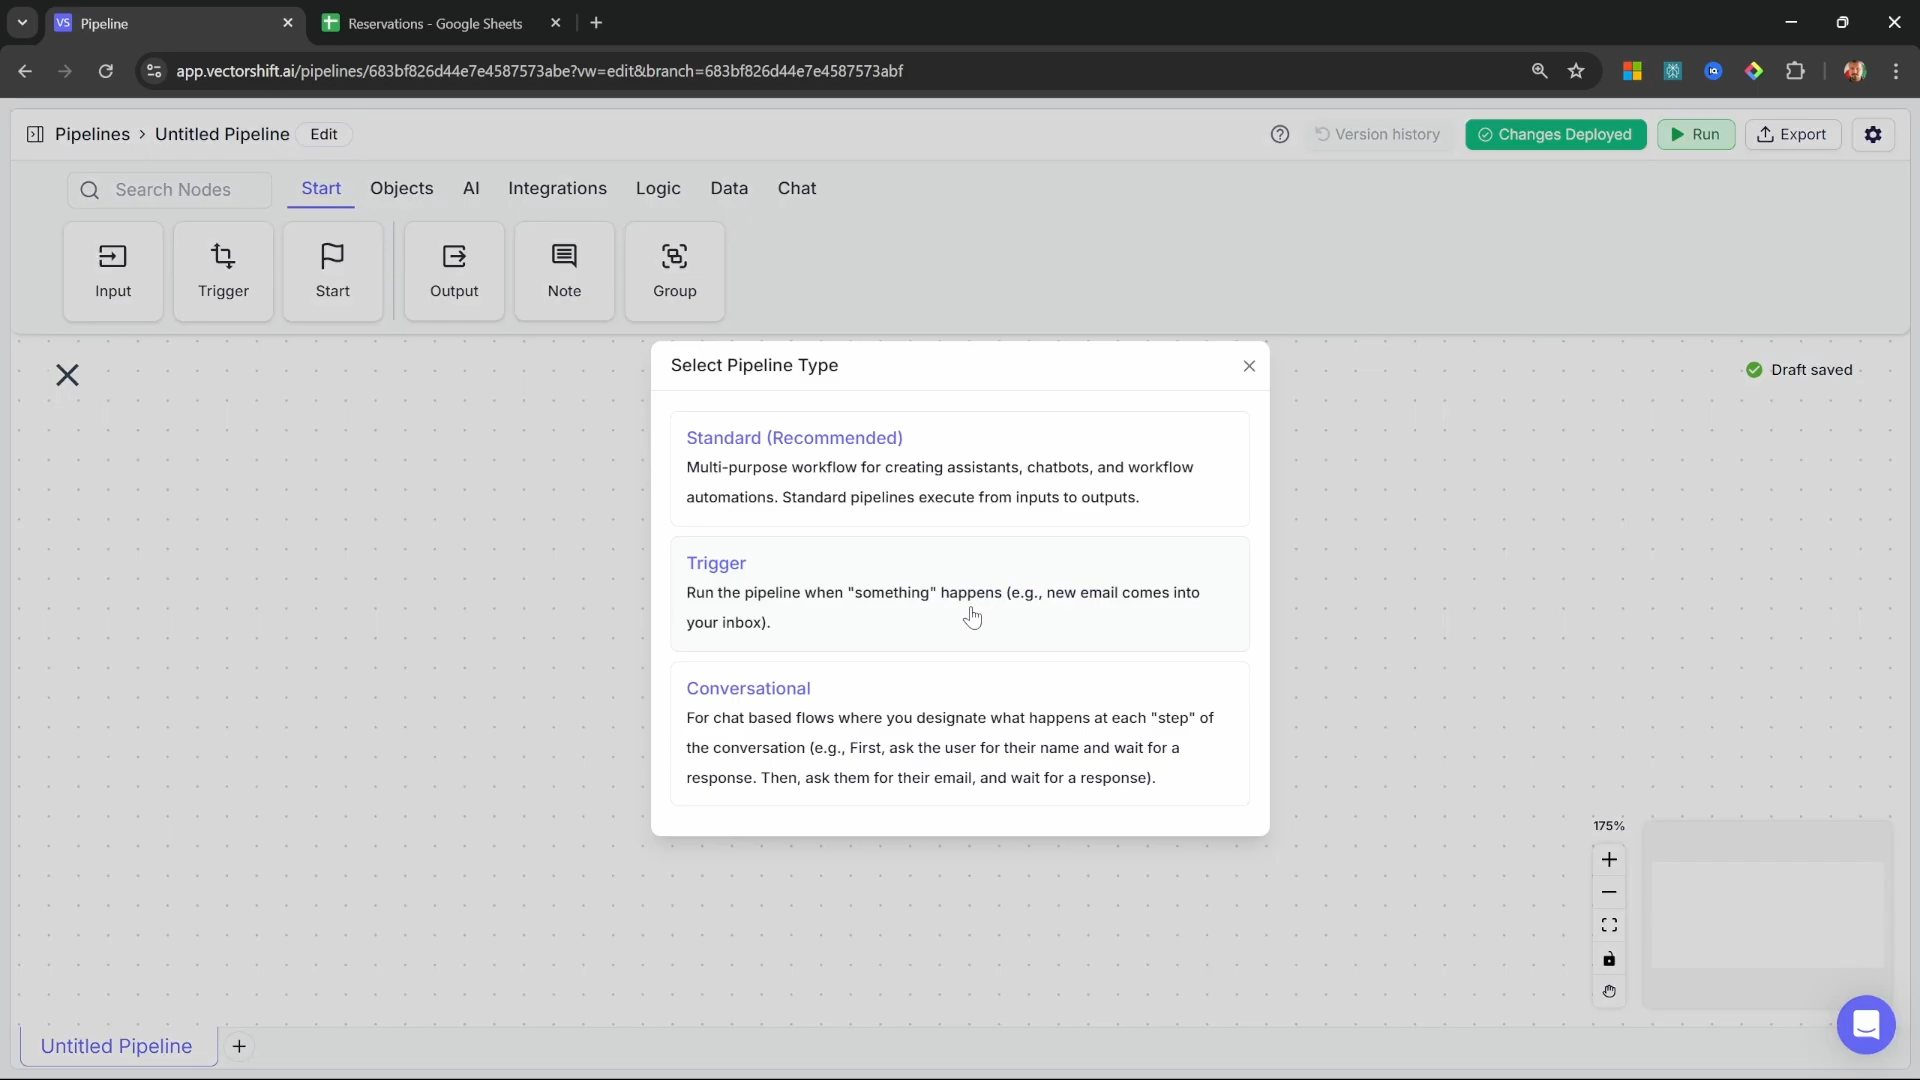 VS Pipeline
Reservations - Google Sheets
app.vectorshift.ai/pipelines/683bf826d44e7e4587573abe?vw=edit&branch=683bf826d44e7e4587573abf
Pipelines > Untitled Pipeline Edit
Version history
Changes Deployed
Run
Export
Search Nodes
Start Objects AI Integrations Logic Data Chat
Input Trigger Start Output Note Group
Select Pipeline Type
Draft saved
Standard (Recommended)
Multi-purpose workflow for creating assistants, chatbots, and workflow
automations. Standard pipelines execute from inputs to outputs.
Trigger
Run the pipeline when "something" happens (e.g., new email comes into
your inbox).
Conversational
For chat based flows where you designate what happens at each "step" of
the conversation (e.g., First, ask the user for their name and wait for a
response. Then, ask them for their email, and wait for a response).
175%
Untitled Pipeline